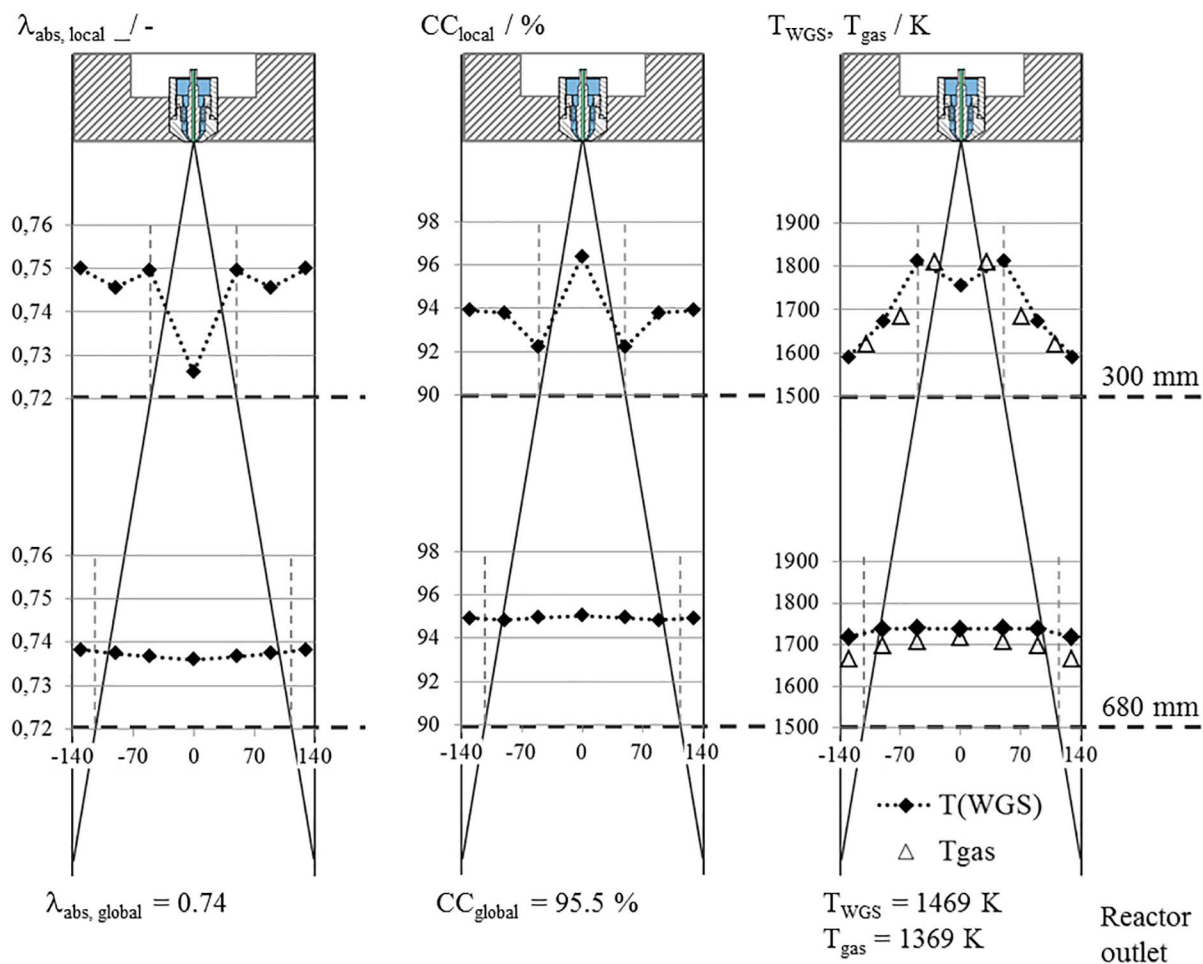 λabs, local _/ -
CClocal / %
TWGS, Tgas / K
0,76
0,75
0,74
0,73
0,72
98
96
94
92
90
1900
1800
1700
1600
1500
300 mm
0,76
0,75
0,74
0,73
0,72
98
96
94
92
90
1900
1800
1700
1600
1500
680 mm
-140 -70 0 70 140
-140 -70 0 70 140
-140 -70 0 70 140
T(WGS)
Tgas
λabs, global = 0.74
CCglobal = 95.5 %
TWGS = 1469 K
Tgas = 1369 K
Reactor
outlet